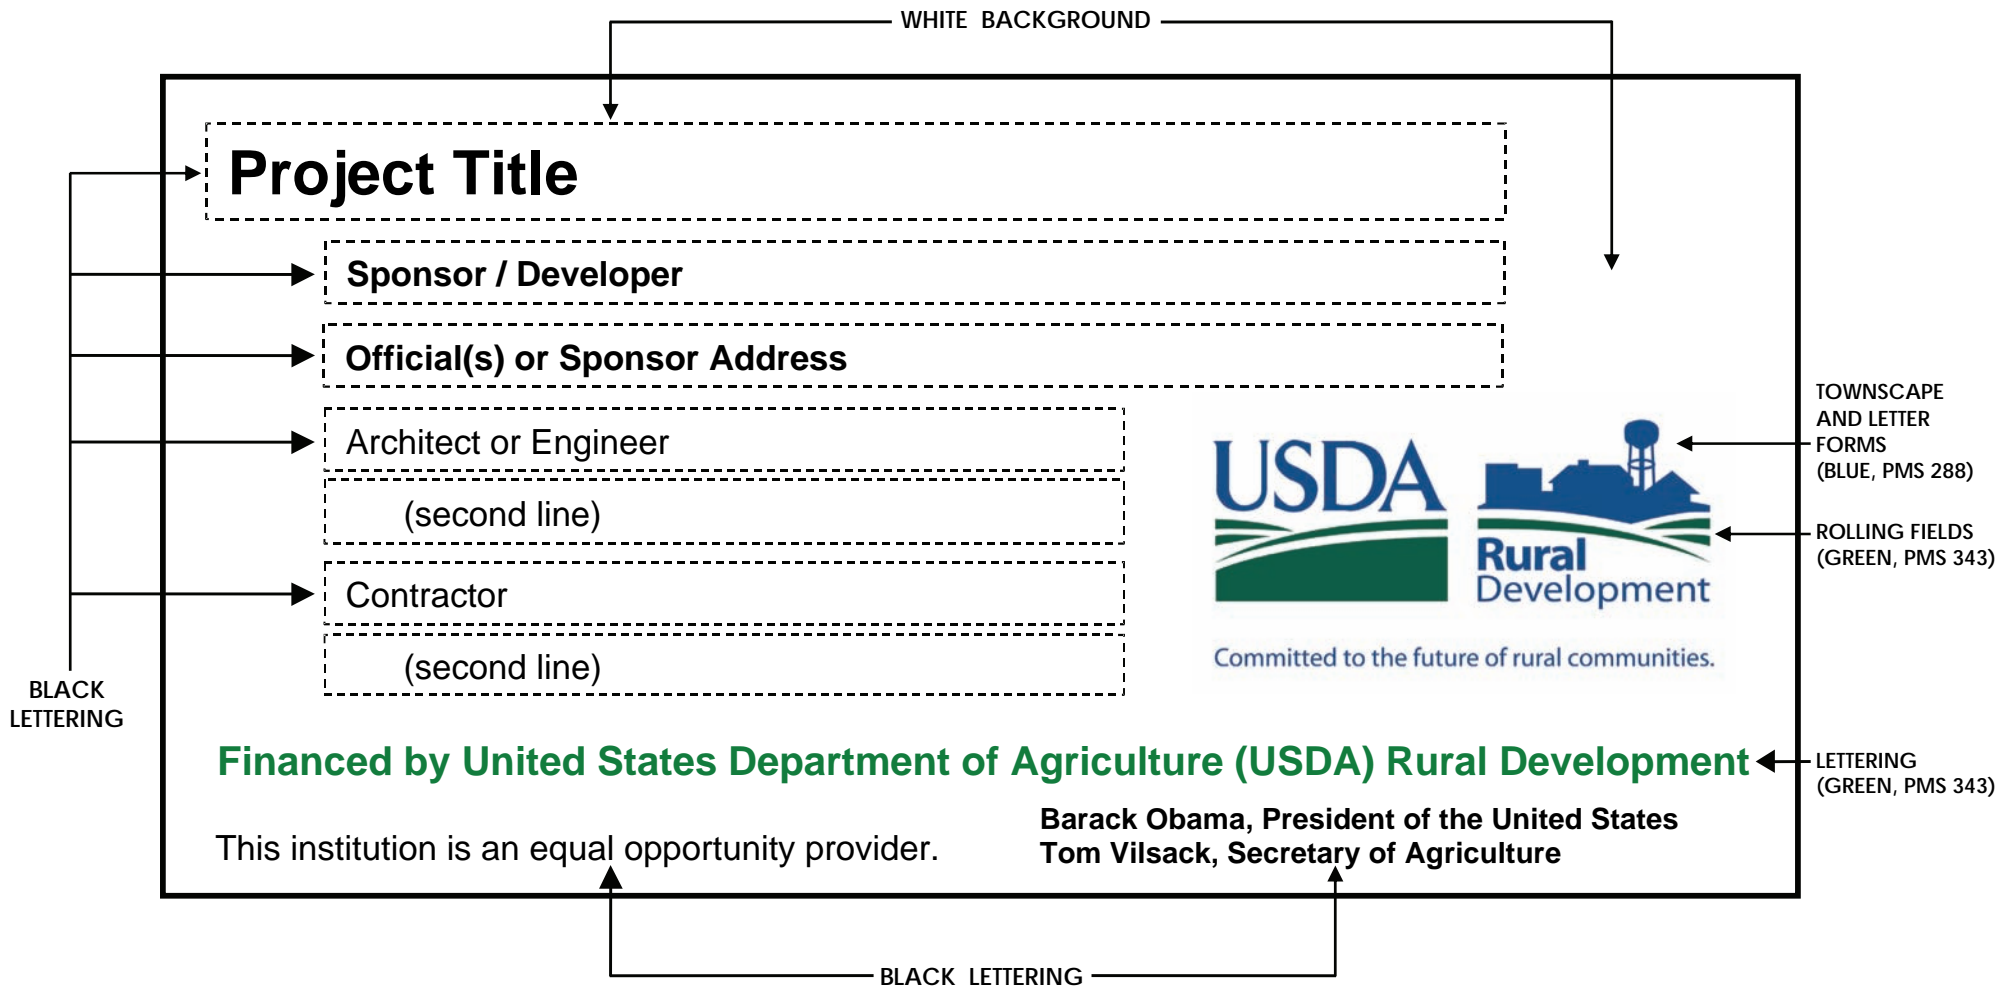 WHITE BACKGROUND
Project Title
Sponsor / Developer
Official(s) or Sponsor Address
Architect or Engineer
(second line)
Contractor
(second line)
BLACK
LETTERING
USDA
Rural
Development
Committed to the future of rural communities.
TOWNSCAPE
AND LETTER
FORMS
(BLUE, PMS 288)
ROLLING FIELDS
(GREEN, PMS 343)
Financed by United States Department of Agriculture (USDA) Rural Development
LETTERING
(GREEN, PMS 343)
This institution is an equal opportunity provider.
Barack Obama, President of the United States
Tom Vilsack, Secretary of Agriculture
BLACK LETTERING